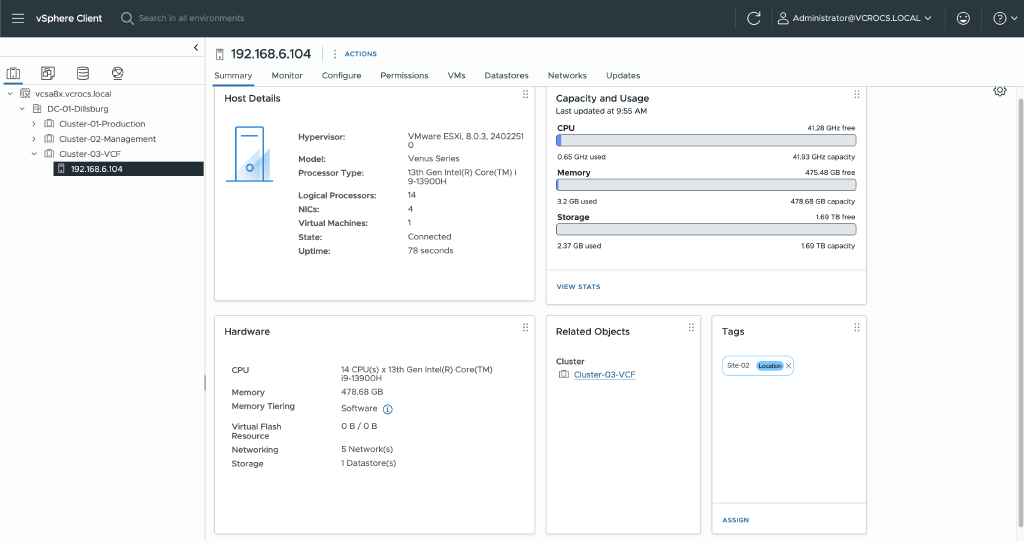 vSphere Client
Search in all environments
Administrator@VCROCS.LOCAL
vcsa8x.vcrocs.local
DC-01-Dillsburg
Cluster-01-Production
Cluster-02-Management
Cluster-03-VCF
192.168.6.104
192.168.6.104
ACTIONS
Summary Monitor Configure Permissions VMs Datastores Networks Updates
Host Details
Hypervisor: VMware ESXi, 8.0.3, 2402251
0
Model: Venus Series
Processor Type: 13th Gen Intel(R) Core(TM) i
9-13900H
Logical Processors: 14
NICs: 4
Virtual Machines: 1
State: Connected
Uptime: 78 seconds
Capacity and Usage
Last updated at 9:55 AM
CPU 41.28 GHz free
0.65 GHz used 41.93 GHz capacity
Memory 475.48 GB free
3.2 GB used 478.68 GB capacity
Storage 1.69 TB free
2.37 GB used 1.69 TB capacity
VIEW STATS
Hardware
CPU 14 CPU(s) x 13th Gen Intel(R) Core(TM)
i9-13900H
Memory 478.68 GB
Memory Tiering Software
Virtual Flash 0 B / 0 B
Resource
Networking 5 Network(s)
Storage 1 Datastore(s)
Related Objects
Cluster
Cluster-03-VCF
Tags
Site-02 Location
ASSIGN